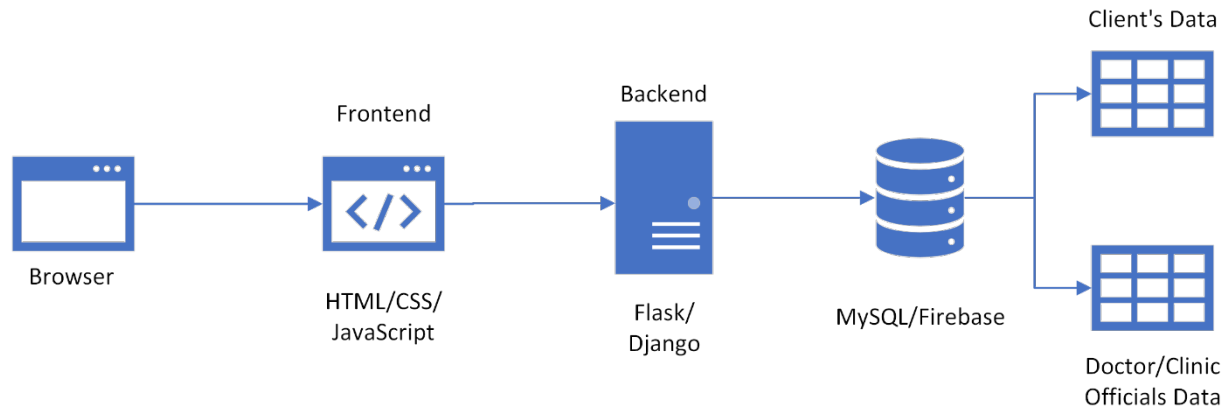 Client's Data
Backend
Frontend
</>
Browser
HTML/CSS/
JavaScript
Flask/
Django
MySQL/Firebase
Doctor/Clinic
Officials Data